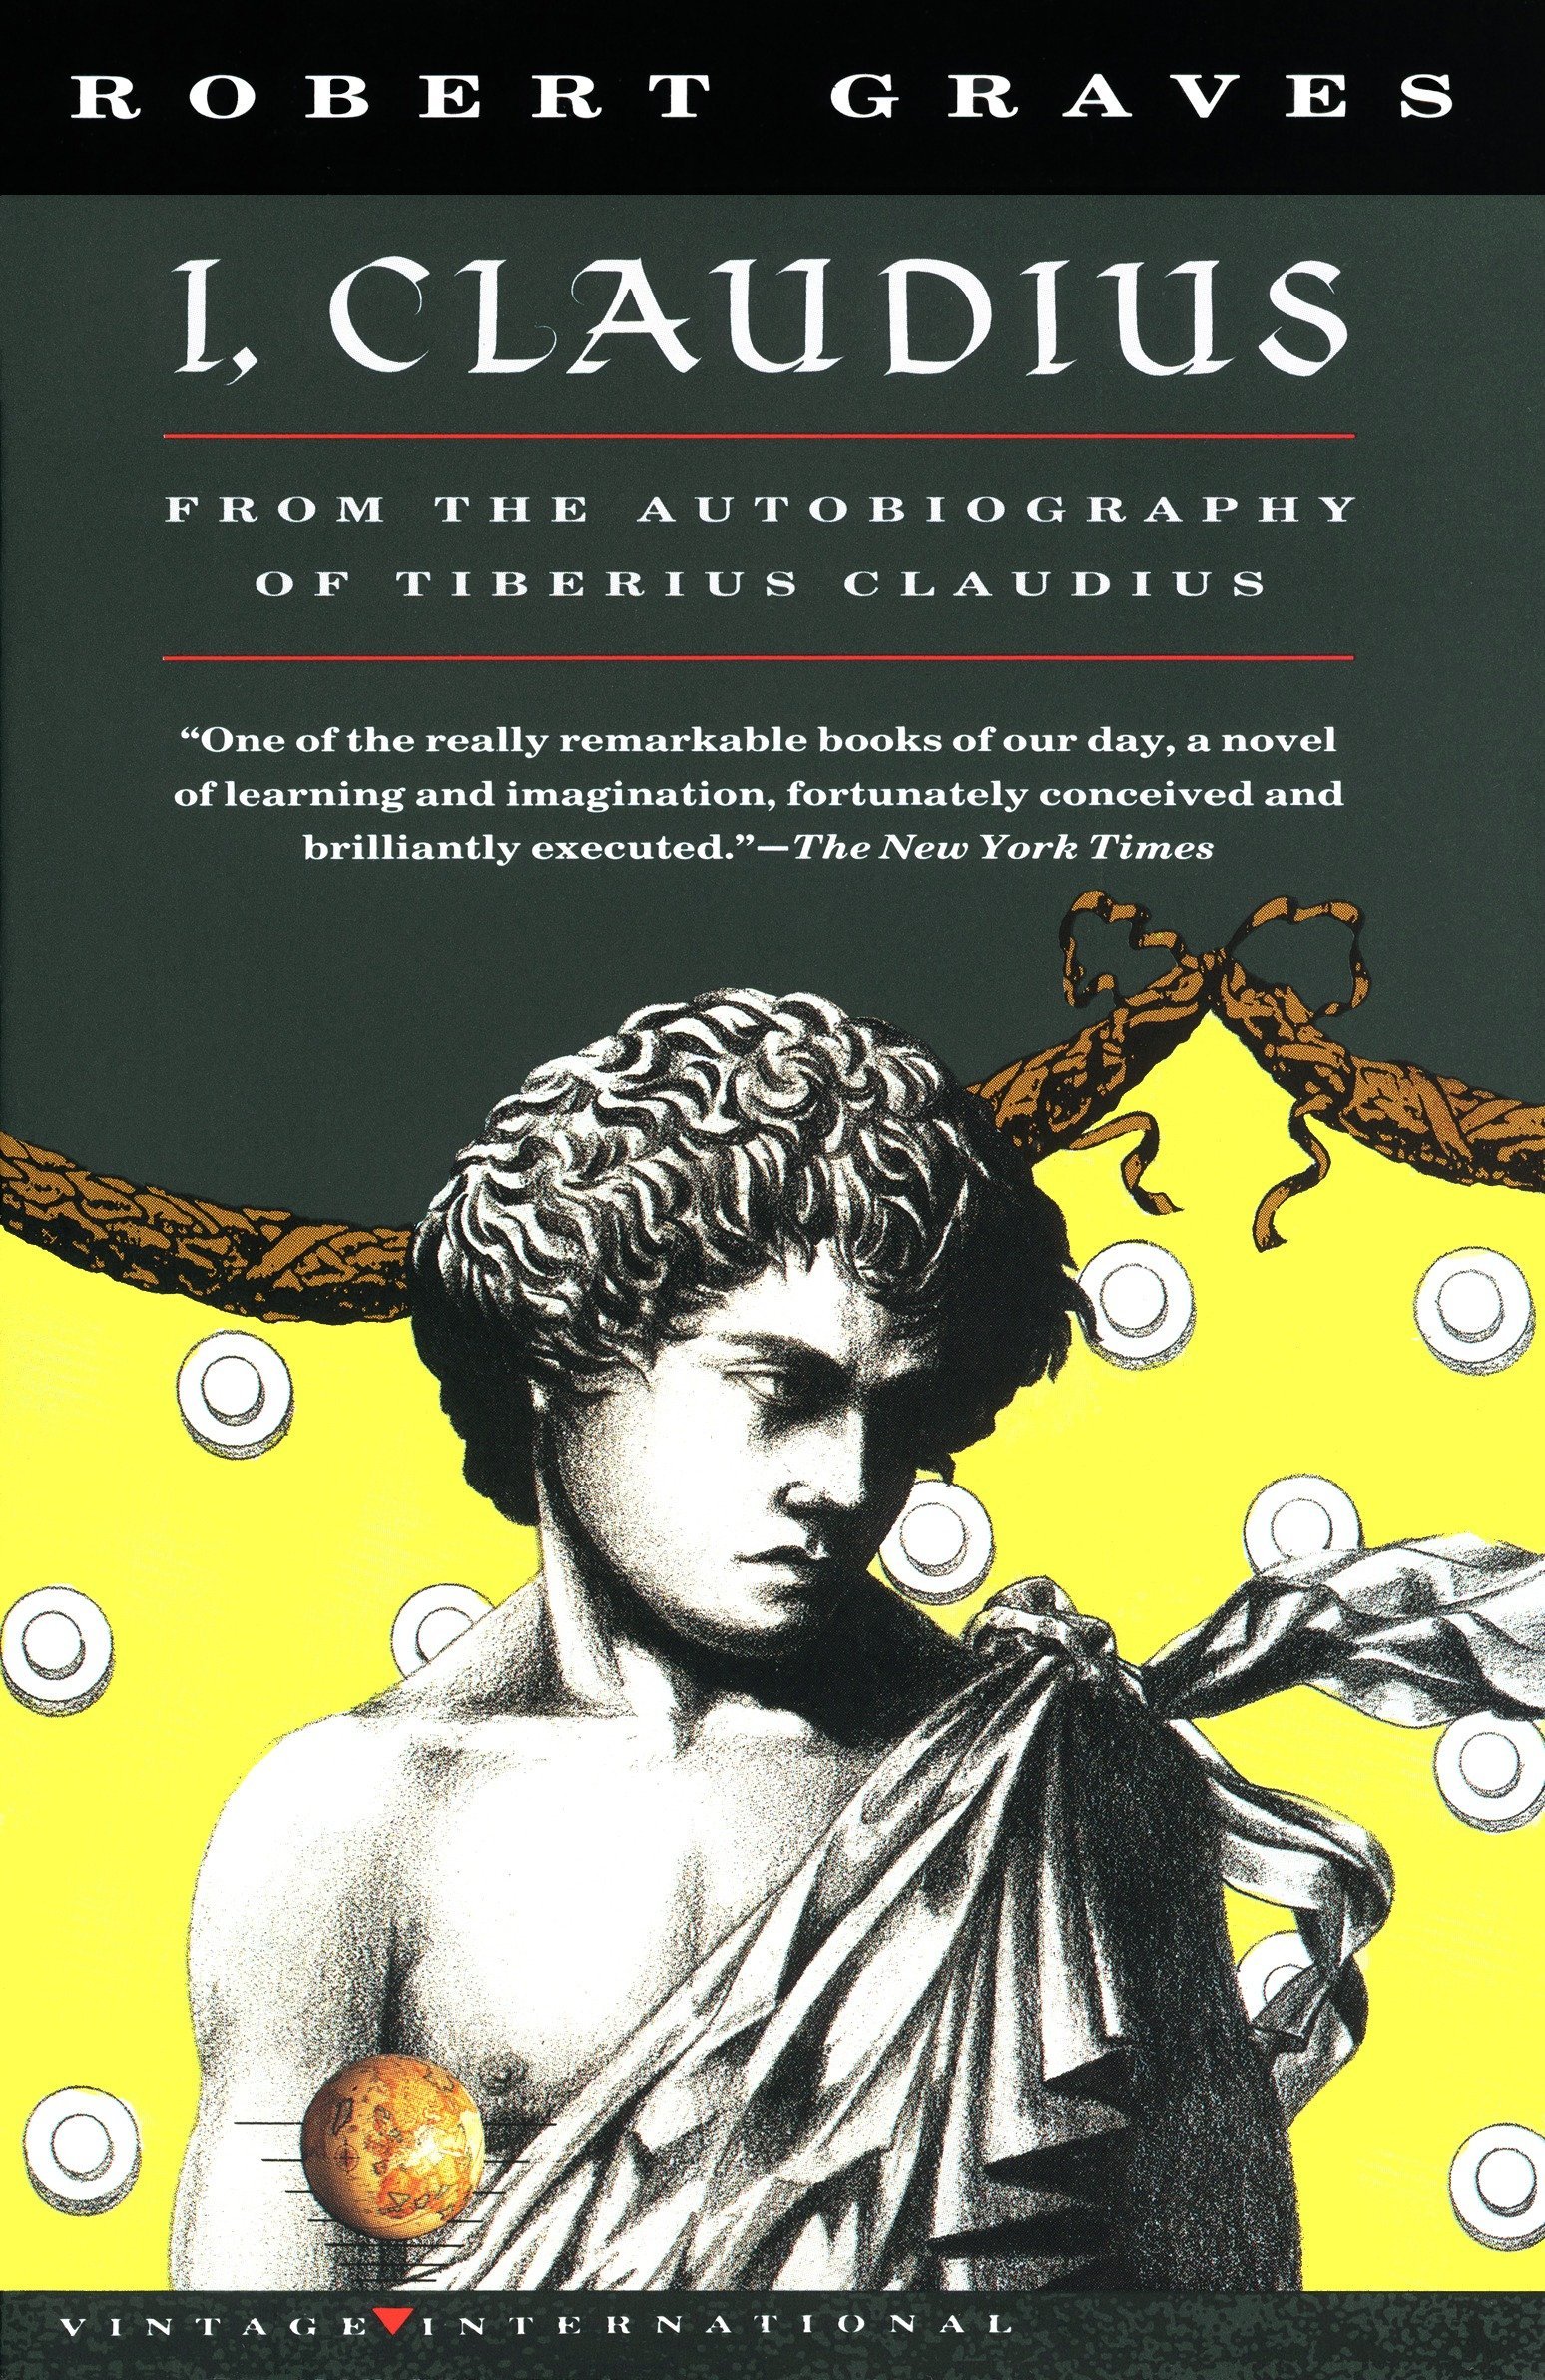 ROBERT GRAVES
I, CLAUDIUS
FROM THE AUTOBIOGRAPHY
OF TIBERIUS CLAUDIUS
“One of the really remarkable books of our day, a novel
of learning and imagination, fortunately conceived and
brilliantly executed.”—The New York Times
VINTAGE INTERNATIONAL